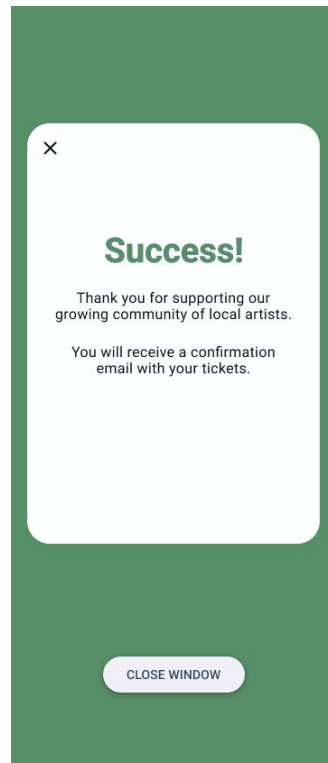 Success!
Thank you for supporting our
growing community of local artists.
You will receive a confirmation
email with your tickets.
CLOSE WINDOW